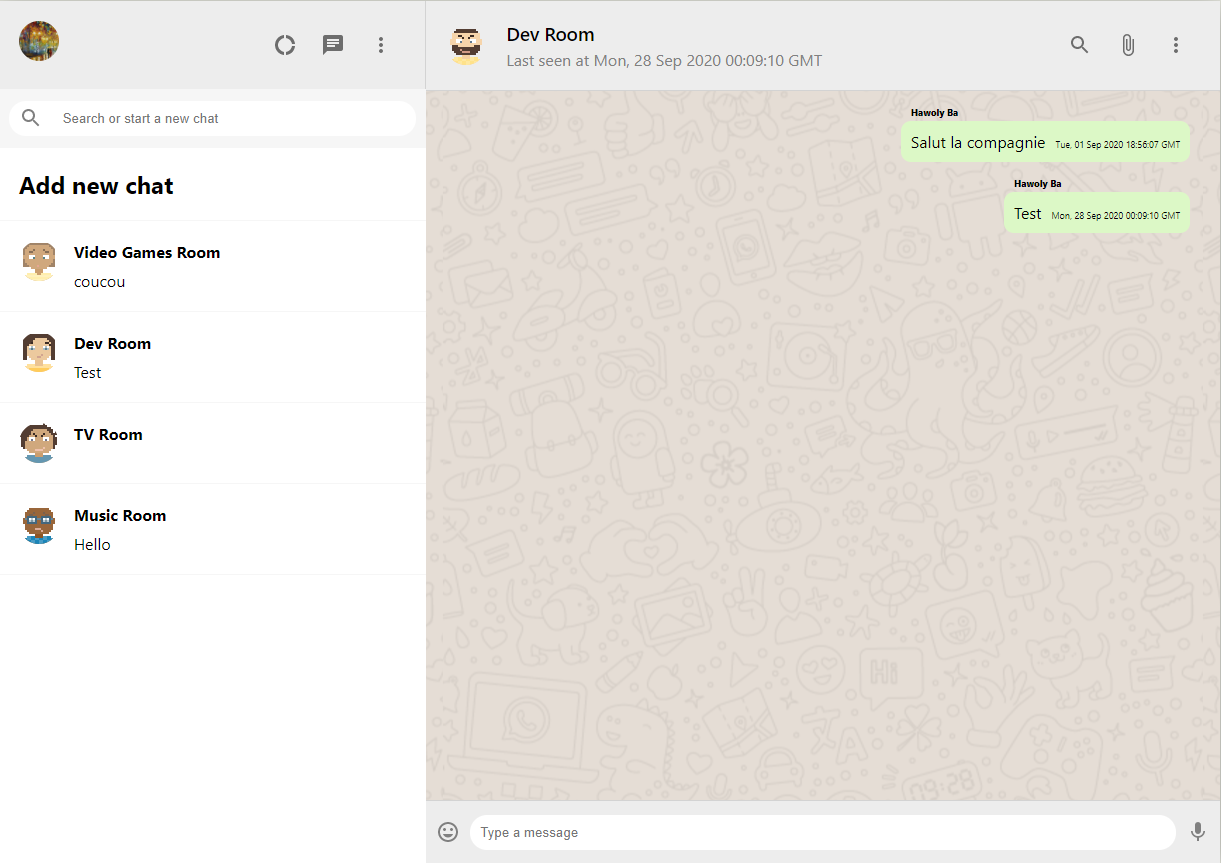 Search or start a new chat
Add new chat
Video Games Room
coucou
Dev Room
Test
TV Room
Music Room
Hello
Dev Room
Last seen at Mon, 28 Sep 2020 00:09:10 GMT
Hawoly Ba
Salut la compagnie Tue, 01 Sep 2020 18:56:07 GMT
Hawoly Ba
Test Mon, 28 Sep 2020 00:09:10 GMT
Hi
09:28
Type a message